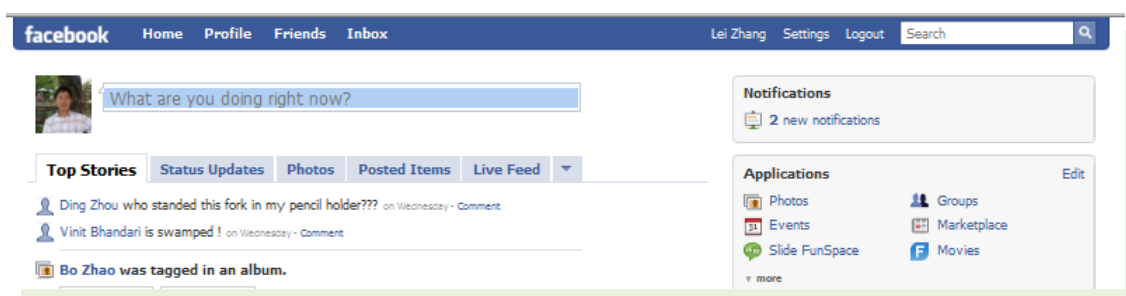 facebook Home Profile Friends Inbox Lei Zhang Settings Logout Search
What are you doing right now?
Top Stories Status Updates Photos Posted Items Live Feed
Ding Zhou who standed this fork in my pencil holder??? on Wednesday - Comment
Vinit Bhandari is swamped ! on Wednesday - Comment
Bo Zhao was tagged in an album.
Notifications
2 new notifications
Applications Edit
Photos Groups
31 Events Marketplace
Slide FunSpace F Movies
more